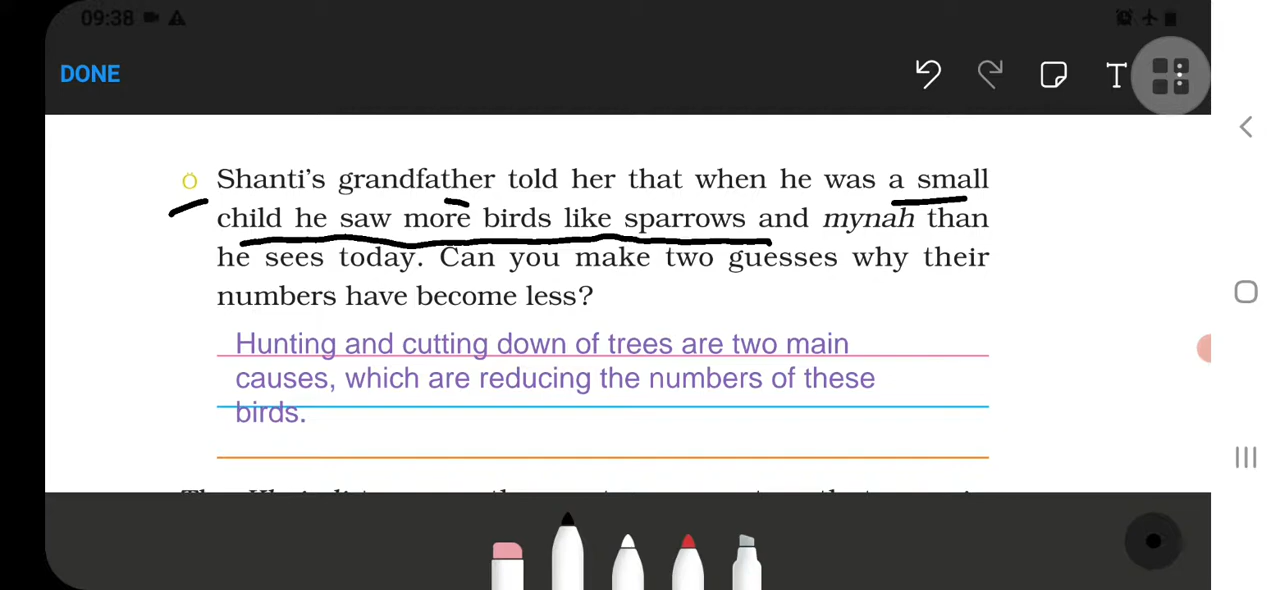 09:38
DONE
T
o Shanti's grandfather told her that when he was a small
child he saw more birds like sparrows and mynah than
he sees today. Can you make two guesses why their
numbers have become less?
Hunting and cutting down of trees are two main
causes, which are reducing the numbers of these
birds.